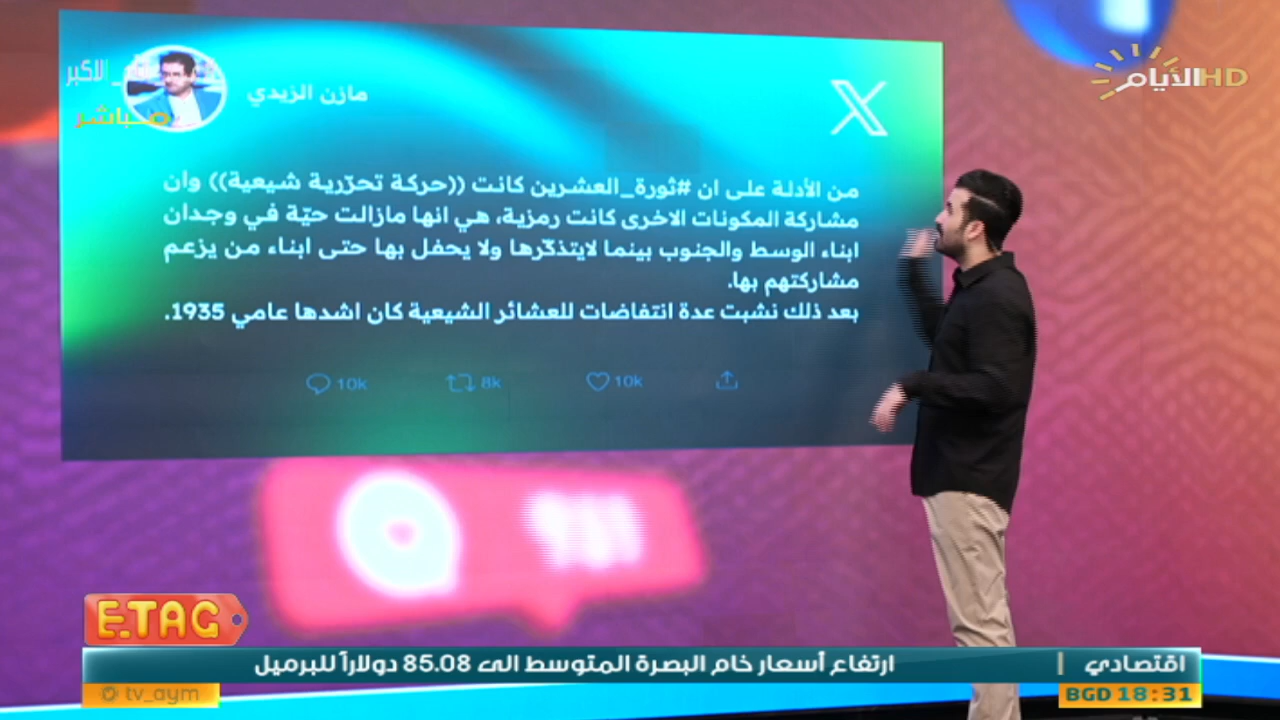 الأيام HD
الاكبر
مباشر
مازن الزيدي
X
من الأدلة على ان #ثورة_العشرين كانت ((حركة تحرّرية شيعية)) وان
مشاركة المكونات الاخرى كانت رمزية، هي انها مازالت حيّة في وجدان
ابناء الوسط والجنوب بينما لايتذكّرها ولا يحفل بها حتى ابناء من يزعم
مشاركتهم بها.
بعد ذلك نشبت عدة انتفاضات للعشائر الشيعية كان اشدها عامي 1935.
10k 8k 10k
E.TAG
اقتصادي | ارتفاع أسعار خام البصرة المتوسط الى 85.08 دولاراً للبرميل
tv_aym
BGD 18:31